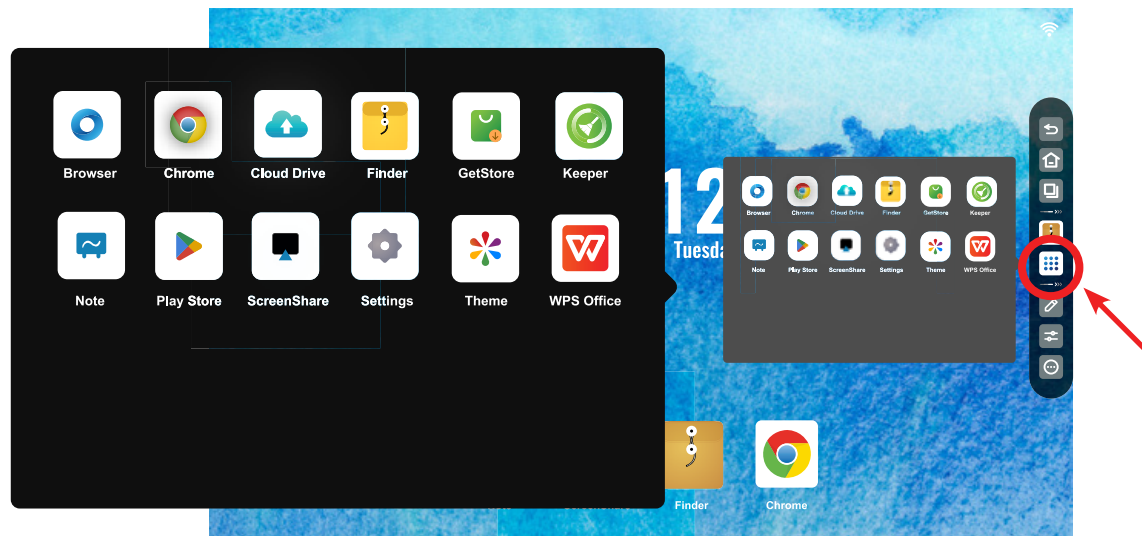 Browser Chrome Cloud Drive Finder GetStore Keeper
Note Play Store ScreenShare Settings Theme WPS Office
12
Tuesda
Browser Chrome Cloud Drive Finder GetStore Keeper
Note Play Store ScreenShare Settings Theme WPS Office
Finder Chrome